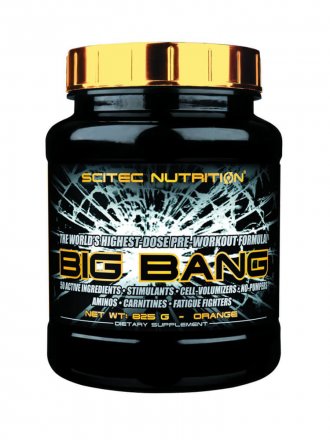 SCITEC NUTRITION
THE WORLD'S HIGHEST-DOSE PRE-WORKOUT FORMULA!
BIG BANG
50 ACTIVE INGREDIENTS • STIMULANTS • CELL-VOLUMIZERS • NO-PUMPERS
AMINOS • CARNITINES • FATIGUE FIGHTERS
NET WT. 825 G - ORANGE
DIETARY SUPPLEMENT